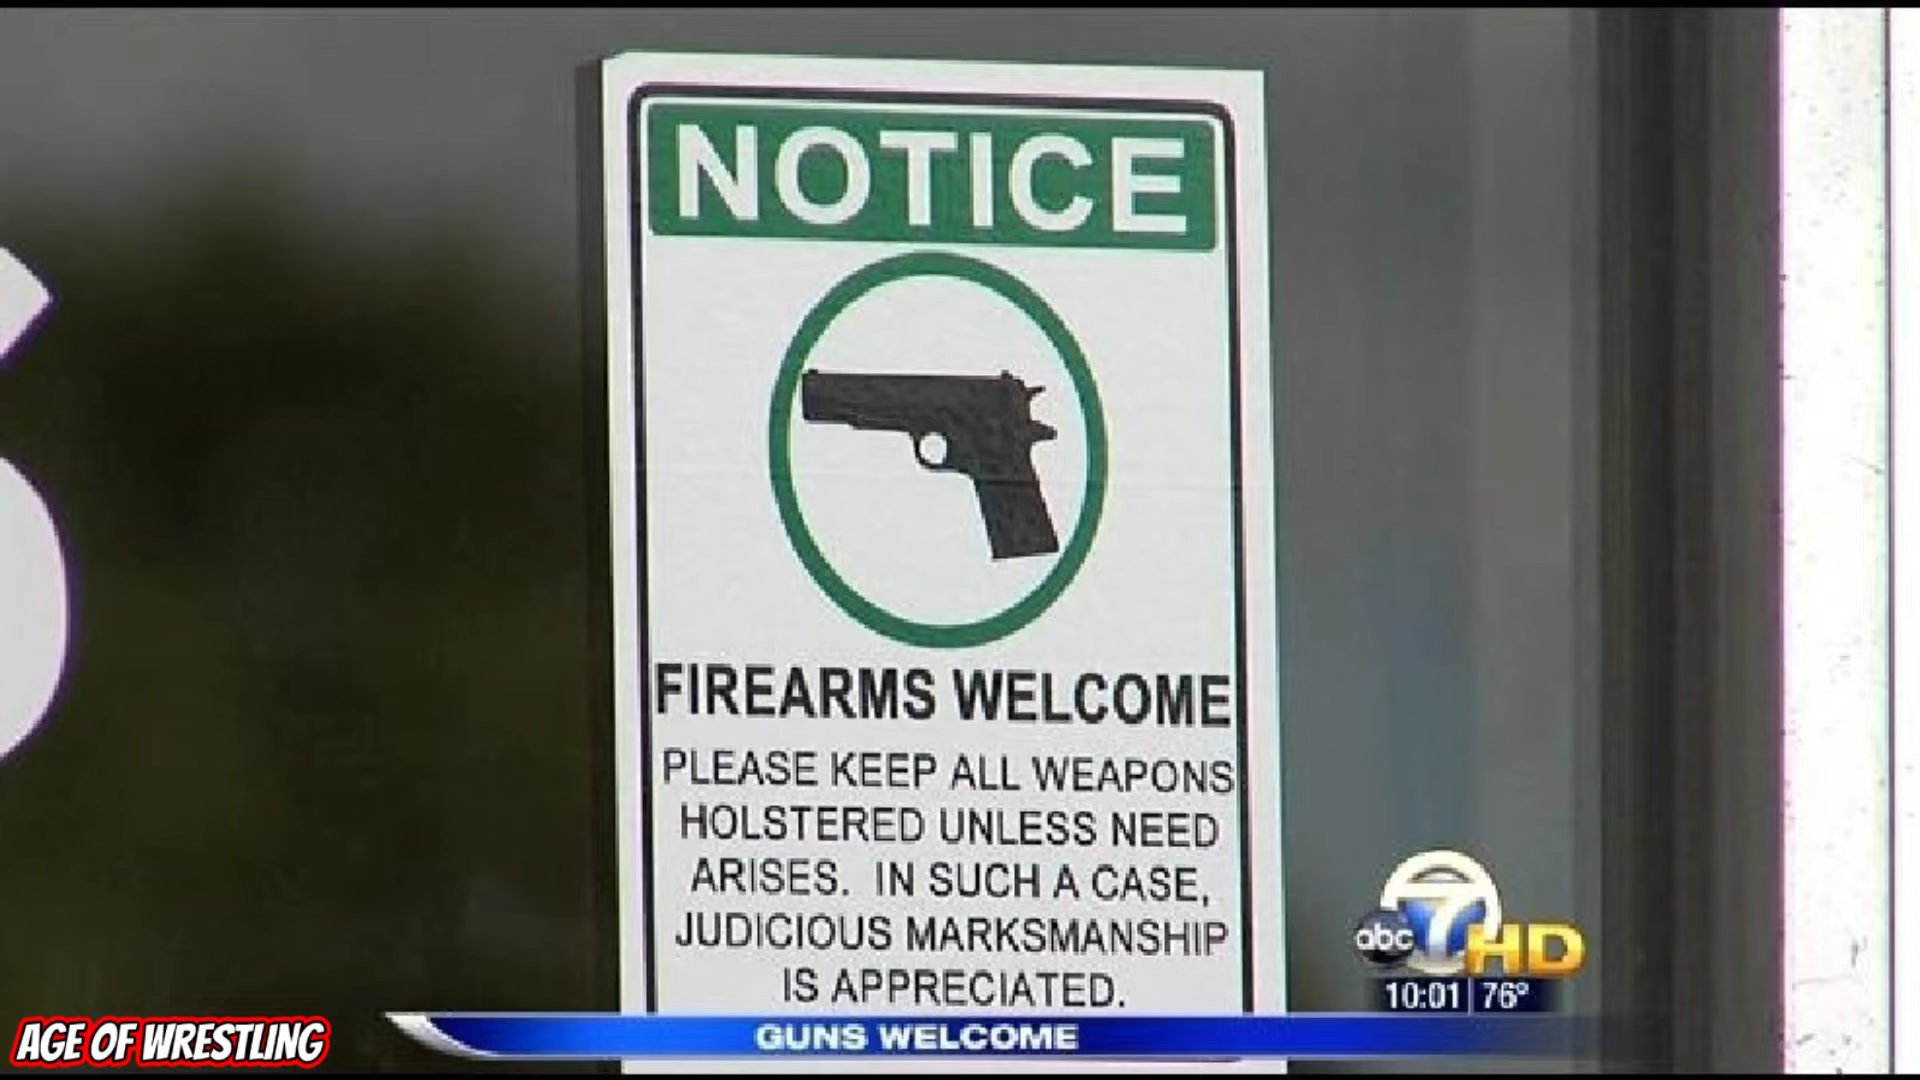 NOTICE
FIREARMS WELCOME
PLEASE KEEP ALL WEAPONS
HOLSTERED UNLESS NEED
ARISES. IN SUCH A CASE,
JUDICIOUS MARKSMANSHIP
IS APPRECIATED.
abc 7 HD
10:01 76°
GUNS WELCOME
AGE OF WRESTLING